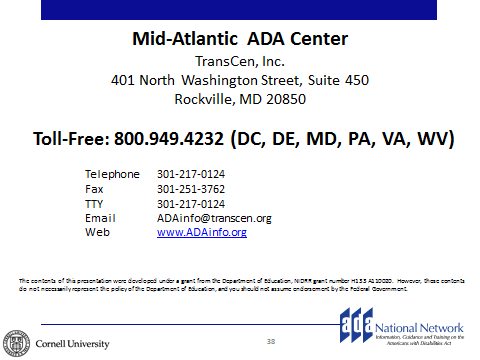 Mid-Atlantic ADA Center
TransCen, Inc.
401 North Washington Street, Suite 450
Rockville, MD 20850
Toll-Free: 800.949.4232 (DC, DE, MD, PA, VA, WV)
Telephone 301-217-0124
Fax 301-251-3762
TTY 301-217-0124
Email ADAinfo@transcen.org
Web www.ADAinfo.org
The contents of this presentation were developed under a grant from the Department of Education, NIDRR grant number H133 A110020. However, those contents
do not necessarily represent the policy of the Department of Education, and you should not assume endorsement by the Federal Government.
Cornell University
38
ADA National Network
Information, Guidance and Training on the
Americans with Disabilities Act